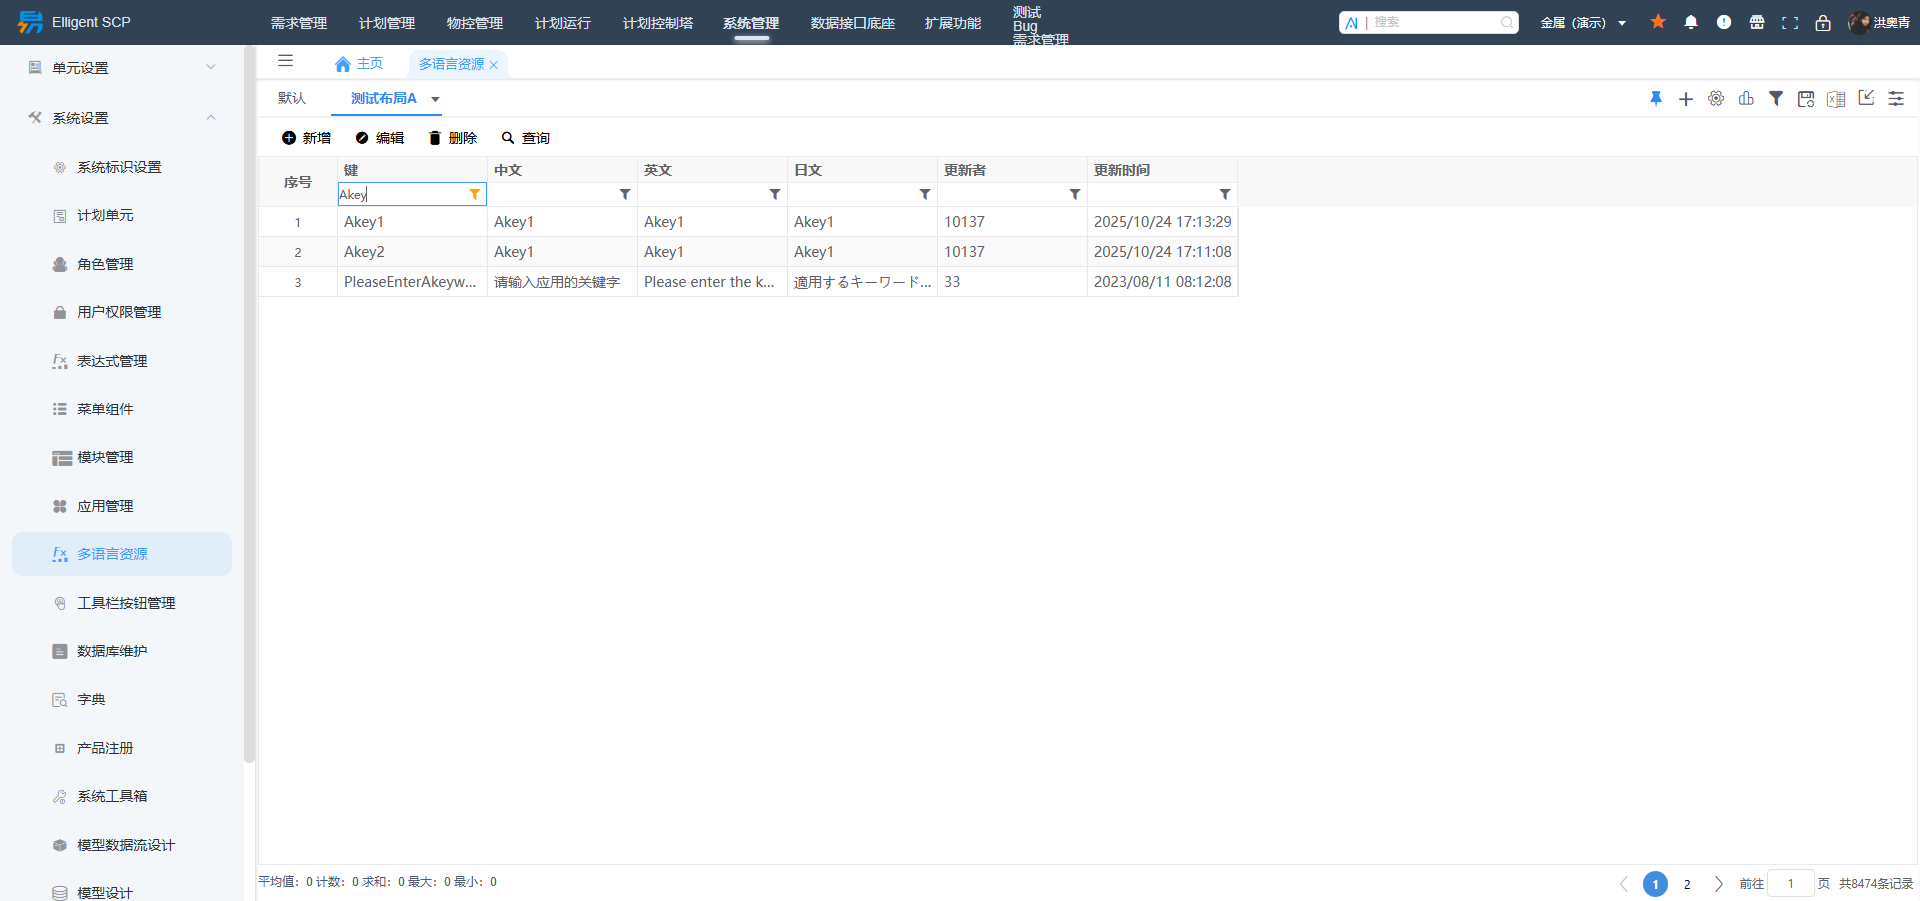 Elligent SCP
需求管理 计划管理 物控管理 计划运行 计划控制塔 系统管理 数据接口底座 扩展功能 测试
Bug
需求管理
AI | 搜索
金属（演示）
洪奥青
单元设置
系统设置
系统标识设置
计划单元
角色管理
用户权限管理
表达式管理
菜单组件
模块管理
应用管理
多语言资源
工具栏按钮管理
数据库维护
字典
产品注册
系统工具箱
模型数据流设计
模型设计
主页 多语言资源
默认 测试布局A
新增 编辑 删除 查询
序号 键 中文 英文 日文 更新者 更新时间
Akey
1 Akey1 Akey1 Akey1 Akey1 10137 2025/10/24 17:13:29
2 Akey2 Akey1 Akey1 Akey1 10137 2025/10/24 17:11:08
3 PleaseEnterAkeyw... 请输入应用的关键字 Please enter the k... 適用するキーワード... 33 2023/08/11 08:12:08
平均值：0 计数：0 求和：0 最大：0 最小：0
1 2 前往 1 页 共8474条记录